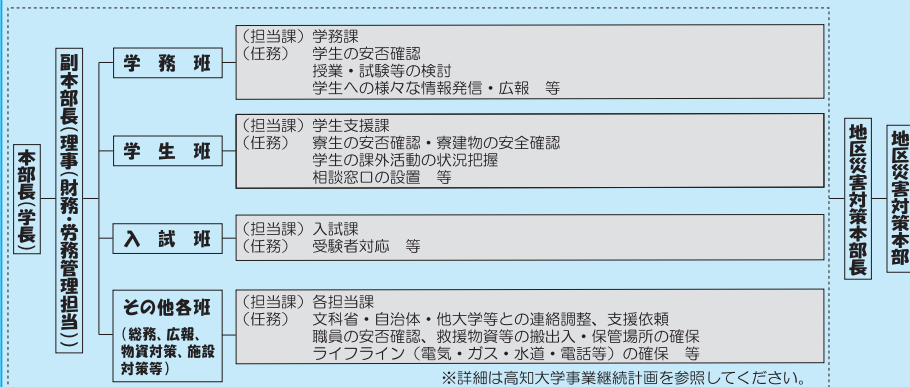 本部長(学長)
副本部長(理事(財務・労務管理担当))
学務班
(担当課)学務課
(任務) 学生の安否確認
授業・試験等の検討
学生への様々な情報発信・広報 等
学生班
(担当課)学生支援課
(任務) 寮生の安否確認・寮建物の安全確認
学生の課外活動の状況把握
相談窓口の設置 等
入試班
(担当課)入試課
(任務) 受験者対応 等
その他各班
(総務、広報、
物資対策、施設
対策等)
(担当課)各担当課
(任務) 文科省・自治体・他大学等との連絡調整、支援依頼
職員の安否確認、救援物資等の搬出入・保管場所の確保
ライフライン(電気・ガス・水道・電話等)の確保 等
※詳細は高知大学事業継続計画を参照してください。
地区災害対策本部長
地区災害対策本部